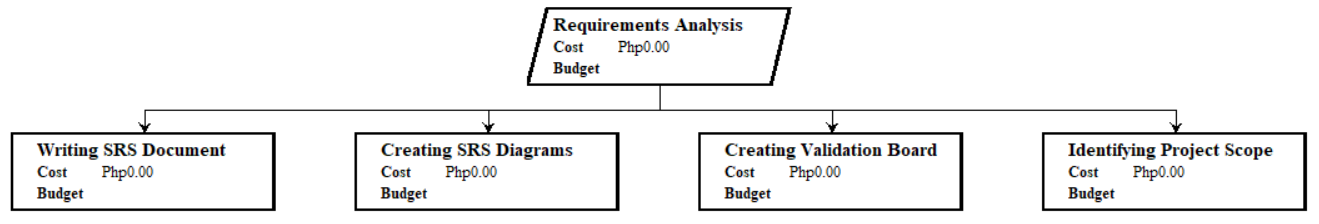 Requirements Analysis
Cost Php0.00
Budget
Writing SRS Document
Cost Php0.00
Budget
Creating SRS Diagrams
Cost Php0.00
Budget
Creating Validation Board
Cost Php0.00
Budget
Identifying Project Scope
Cost Php0.00
Budget